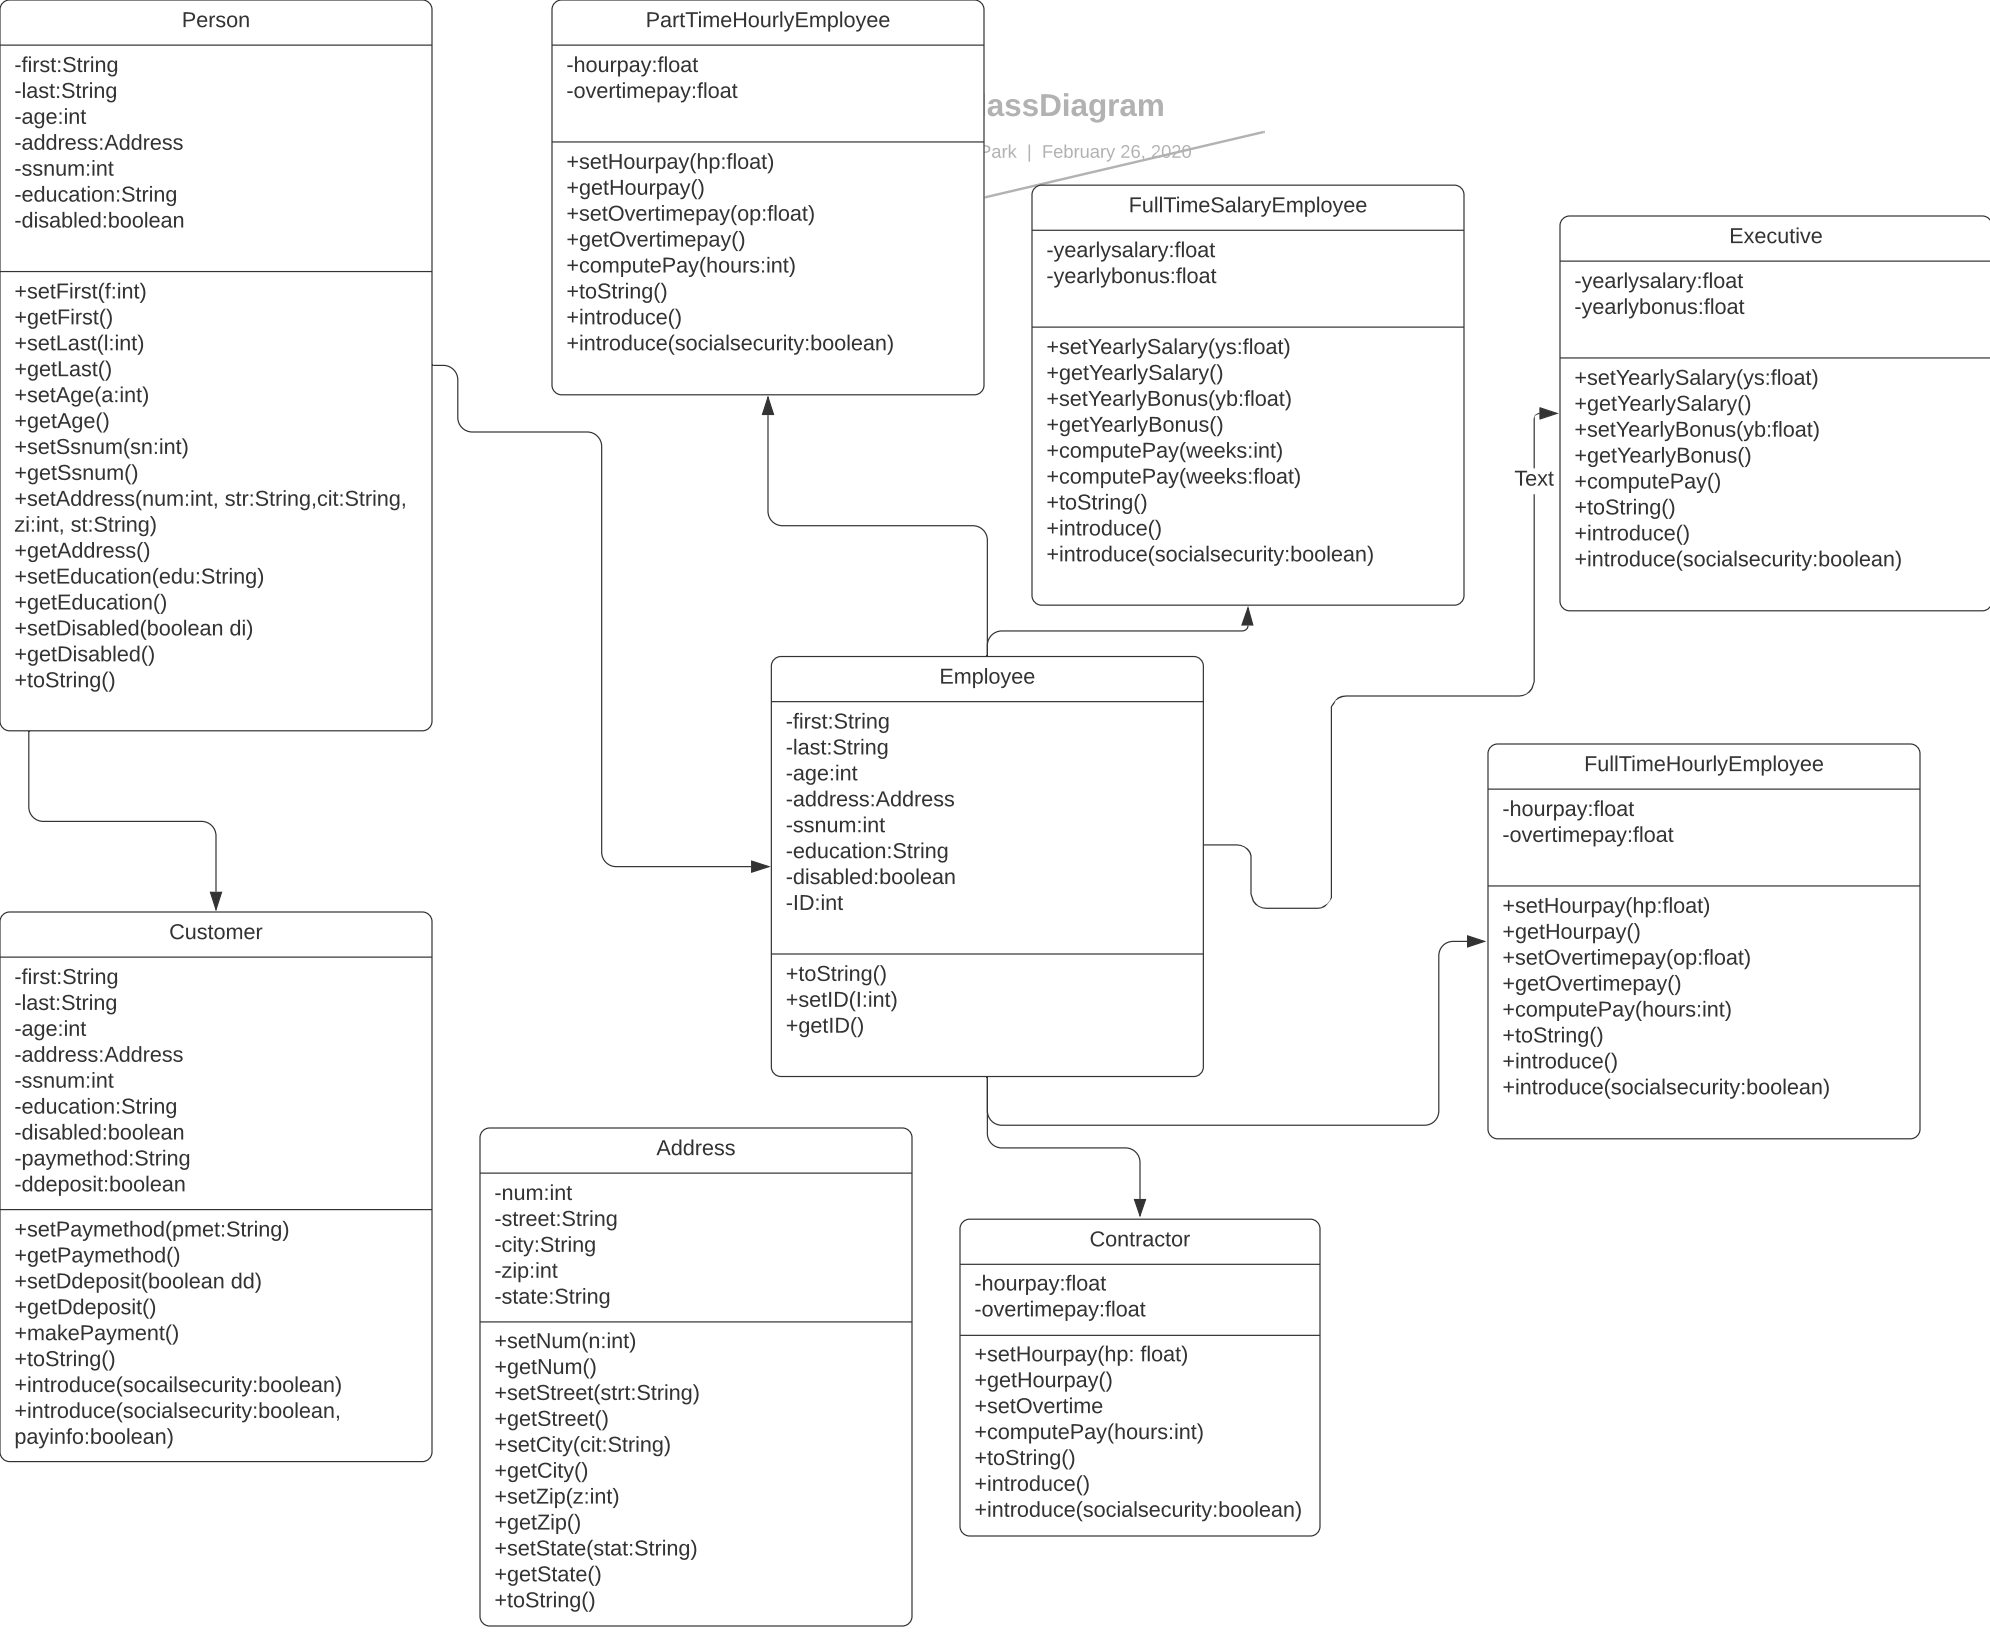 Person
-first:String
-last:String
-age:int
-address:Address
-ssnum:int
-education:String
-disabled:boolean
+setFirst(f:int)
+getFirst()
+setLast(l:int)
+getLast()
+setAge(a:int)
+getAge()
+setSsnum(sn:int)
+getSsnum()
+setAddress(num:int, str:String,cit:String,
zi:int, st:String)
+getAddress()
+setEducation(edu:String)
+getEducation()
+setDisabled(boolean di)
+getDisabled()
+toString()
PartTimeHourlyEmployee
-hourpay:float
-overtimepay:float
+setHourpay(hp:float)
+getHourpay()
+setOvertimepay(op:float)
+getOvertimepay()
+computePay(hours:int)
+toString()
+introduce()
+introduce(socialsecurity:boolean)
assDiagram
Park | February 26, 2020
FullTimeSalaryEmployee
-yearlysalary:float
-yearlybonus:float
+setYearlySalary(ys:float)
+getYearlySalary()
+setYearlyBonus(yb:float)
+getYearlyBonus()
+computePay(weeks:int)
+computePay(weeks:float)
+toString()
+introduce()
+introduce(socialsecurity:boolean)
Executive
-yearlysalary:float
-yearlybonus:float
+setYearlySalary(ys:float)
+getYearlySalary()
+setYearlyBonus(yb:float)
+getYearlyBonus()
+computePay()
+toString()
+introduce()
+introduce(socialsecurity:boolean)
Text
Employee
-first:String
-last:String
-age:int
-address:Address
-ssnum:int
-education:String
-disabled:boolean
-ID:int
+toString()
+setID(I:int)
+getID()
FullTimeHourlyEmployee
-hourpay:float
-overtimepay:float
+setHourpay(hp:float)
+getHourpay()
+setOvertimepay(op:float)
+getOvertimepay()
+computePay(hours:int)
+toString()
+introduce()
+introduce(socialsecurity:boolean)
Customer
-first:String
-last:String
-age:int
-address:Address
-ssnum:int
-education:String
-disabled:boolean
-paymethod:String
-ddeposit:boolean
+setPaymethod(pmet:String)
+getPaymethod()
+setDdeposit(boolean dd)
+getDdeposit()
+makePayment()
+toString()
+introduce(socailsecurity:boolean)
+introduce(socialsecurity:boolean,
payinfo:boolean)
Address
-num:int
-street:String
-city:String
-zip:int
-state:String
+setNum(n:int)
+getNum()
+setStreet(strt:String)
+getStreet()
+setCity(cit:String)
+getCity()
+setZip(z:int)
+getZip()
+setState(stat:String)
+getState()
+toString()
Contractor
-hourpay:float
-overtimepay:float
+setHourpay(hp: float)
+getHourpay()
+setOvertime
+computePay(hours:int)
+toString()
+introduce()
+introduce(socialsecurity:boolean)